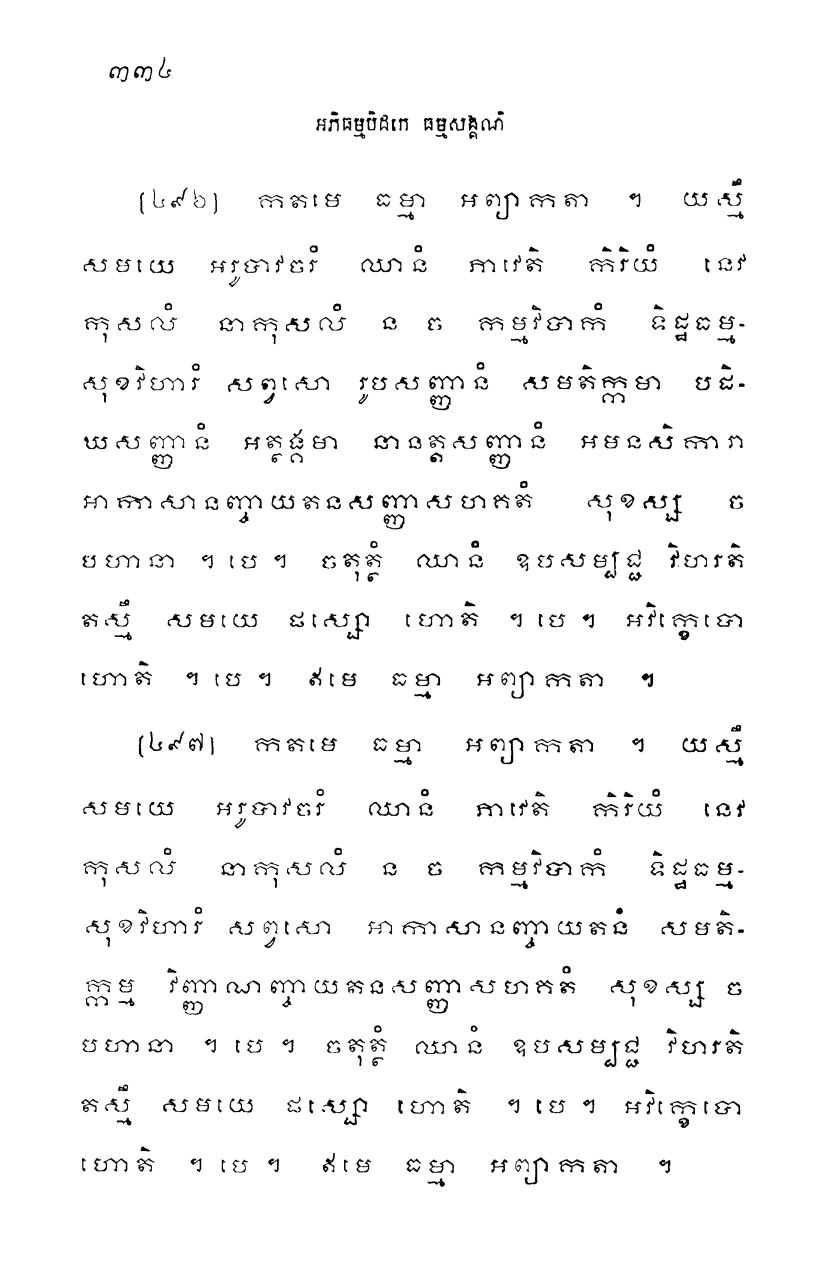 ៣៣៤
អភិធម្មបិដកេ ធម្មសង្គណិ
[៤៩៦] កតមេ ធម្មា អព្យាកតា ។ យស្មឹ
សមយេ អរូបាវចរំ ឈានំ ភាវេតិ កិរិយំ នេវ
កុសលំ នាកុសលំ ន ច កម្មវិបាកំ ទិដ្ឋធម្ម-
សុខវិហារំ សព្វសោ រូបសញ្ញានំ សមតិក្កមា បដិ-
ឃសញ្ញានំ អត្ថង្គមា នានត្តសញ្ញានំ អមនសិការា
អាកាសានញ្ចាយតនសញ្ញាសហគតំ សុខស្ស ច
បហានា ។ បេ ។ ចតុត្ថំ ឈានំ ឧបសម្បជ្ជ វិហរតិ
តស្មឹ សមយេ ផស្សោ ហោតិ ។ បេ ។ អវិក្ខេបោ
ហោតិ ។ បេ ។ ឥមេ ធម្មា អព្យាកតា ។
[៤៩៧] កតមេ ធម្មា អព្យាកតា ។ យស្មឹ
សមយេ អរូបាវចរំ ឈានំ ភាវេតិ កិរិយំ នេវ
កុសលំ នាកុសលំ ន ច កម្មវិបាកំ ទិដ្ឋធម្ម-
សុខវិហារំ សព្វសោ អាកាសានញ្ចាយតនំ សមតិ-
ក្កម្ម វិញ្ញាណញ្ចាយតនសញ្ញាសហគតំ សុខស្ស ច
បហានា ។ បេ ។ ចតុត្ថំ ឈានំ ឧបសម្បជ្ជ វិហរតិ
តស្មឹ សមយេ ផស្សោ ហោតិ ។ បេ ។ អវិក្ខេបោ
ហោតិ ។ បេ ។ ឥមេ ធម្មា អព្យាកតា ។